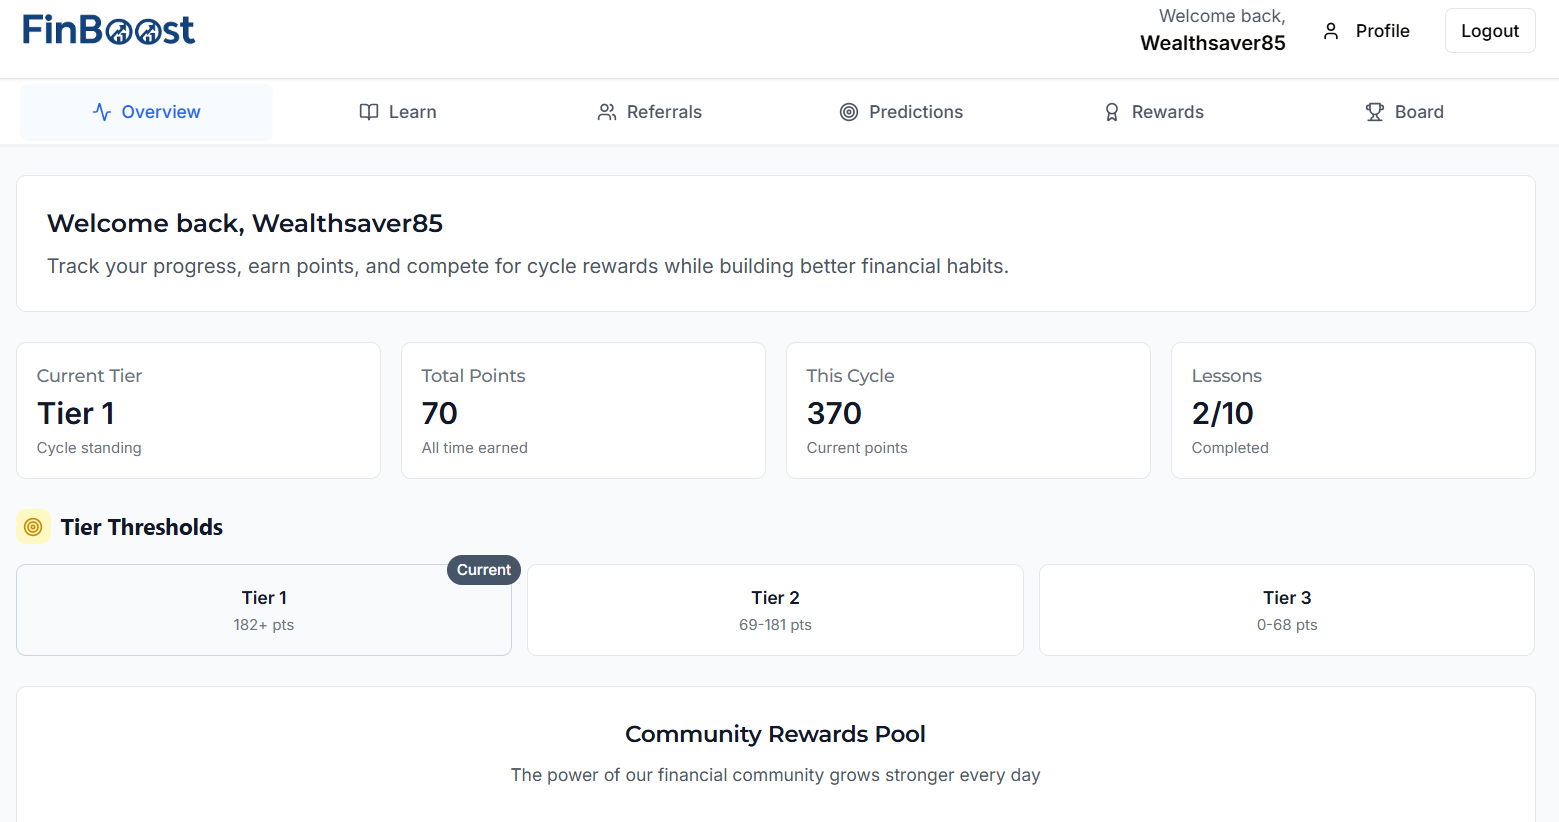 FinBoost
Welcome back,
Wealthsaver85
Profile
Logout
Overview
Learn
Referrals
Predictions
Rewards
Board
Welcome back, Wealthsaver85
Track your progress, earn points, and compete for cycle rewards while building better financial habits.
Current Tier
Tier 1
Cycle standing
Total Points
70
All time earned
This Cycle
370
Current points
Lessons
2/10
Completed
Tier Thresholds
Current
Tier 1
182+ pts
Tier 2
69-181 pts
Tier 3
0-68 pts
Community Rewards Pool
The power of our financial community grows stronger every day